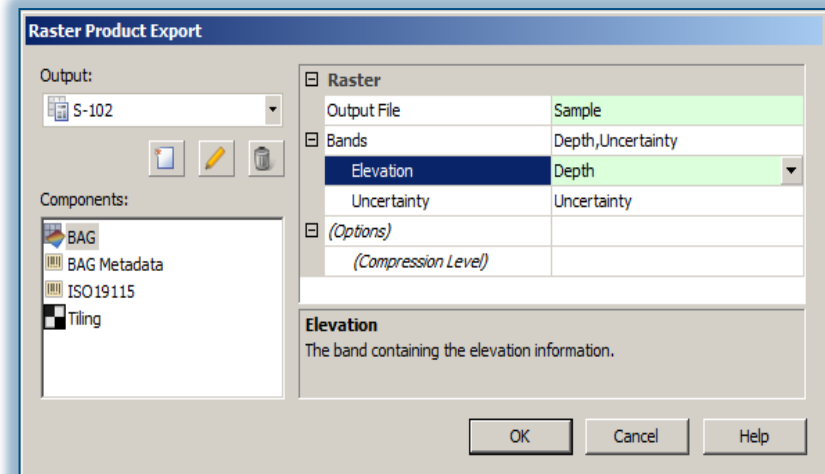 Raster Product Export
Output:
S-102
Components:
BAG
BAG Metadata
ISO19115
Tiling
Raster
Output File Sample
Bands Depth,Uncertainty
Elevation Depth
Uncertainty Uncertainty
(Options)
(Compression Level)
Elevation
The band containing the elevation information.
OK Cancel Help